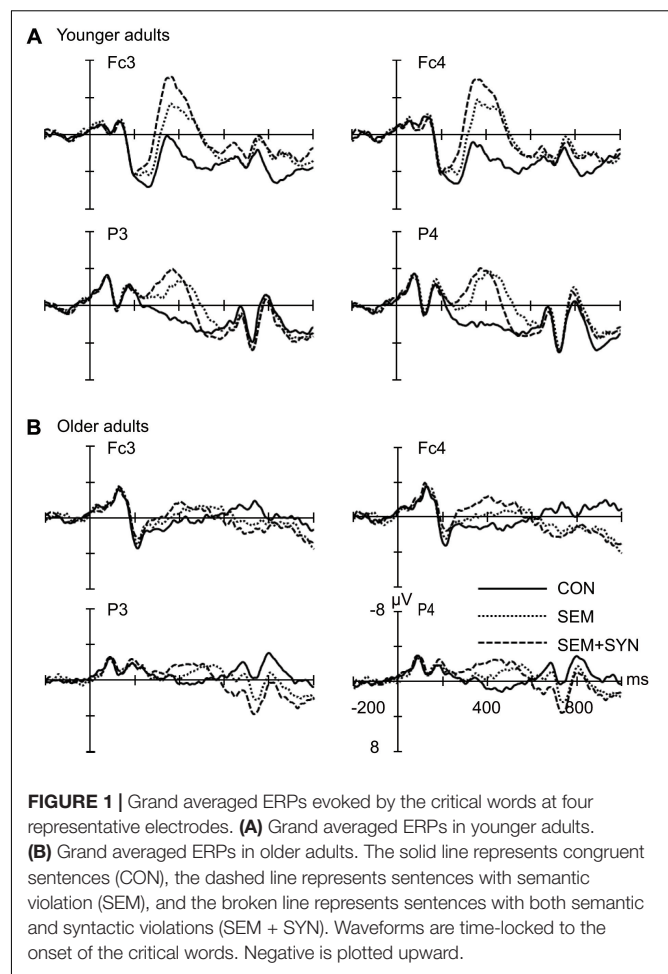 A Younger adults
Fc3 Fc4
P3 P4
B Older adults
Fc3 Fc4
P3 µV P4
-8
CON
SEM
SEM+SYN
ms
-200 400 800
8
FIGURE 1 | Grand averaged ERPs evoked by the critical words at four
representative electrodes. (A) Grand averaged ERPs in younger adults.
(B) Grand averaged ERPs in older adults. The solid line represents congruent
sentences (CON), the dashed line represents sentences with semantic
violation (SEM), and the broken line represents sentences with both semantic
and syntactic violations (SEM + SYN). Waveforms are time-locked to the
onset of the critical words. Negative is plotted upward.